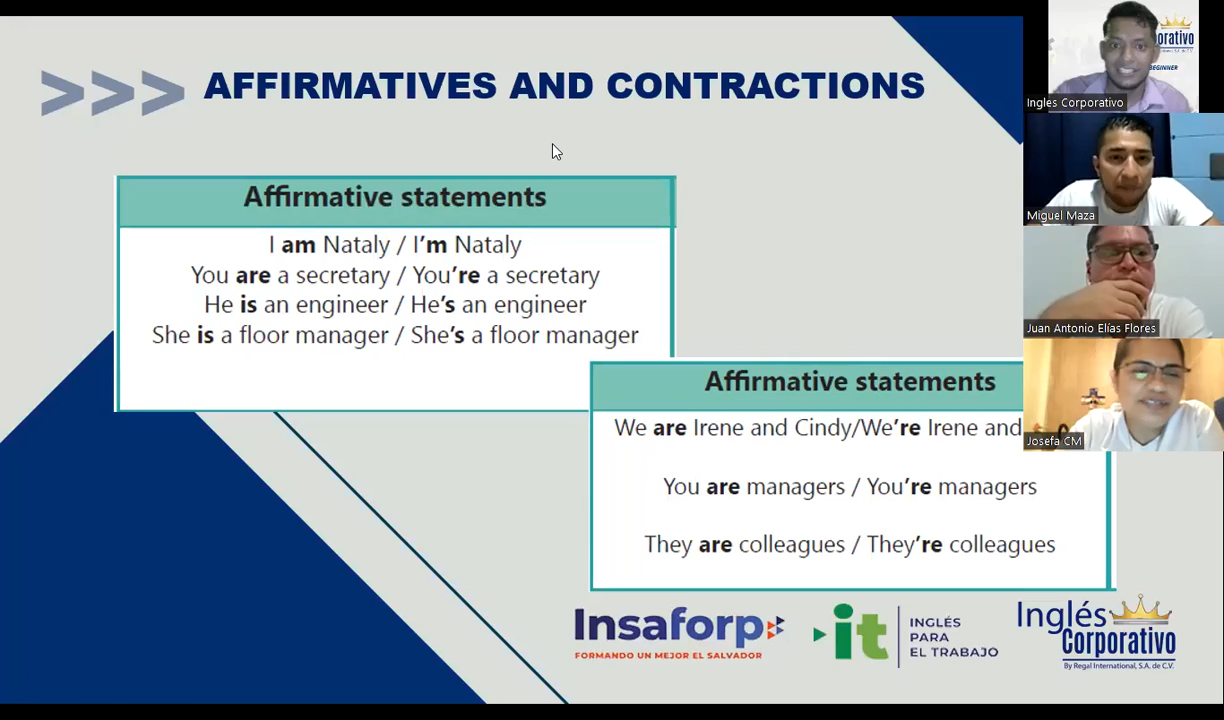 >>> AFFIRMATIVES AND CONTRACTIONS
Affirmative statements
I am Nataly / I'm Nataly
You are a secretary / You're a secretary
He is an engineer / He's an engineer
She is a floor manager / She's a floor manager
Affirmative statements
We are Irene and Cindy/We're Irene and
You are managers / You're managers
They are colleagues / They're colleagues
Insaforp
FORMANDO UN MEJOR EL SALVADOR
it
INGLÉS
PARA
EL TRABAJO
Inglés
Corporativo
By Regal International, S.A. de C.V.
orativo
BEGINNER
Ingles Corporativo
Miguel Maza
Juan Antonio Elías Flores
Josefa CM